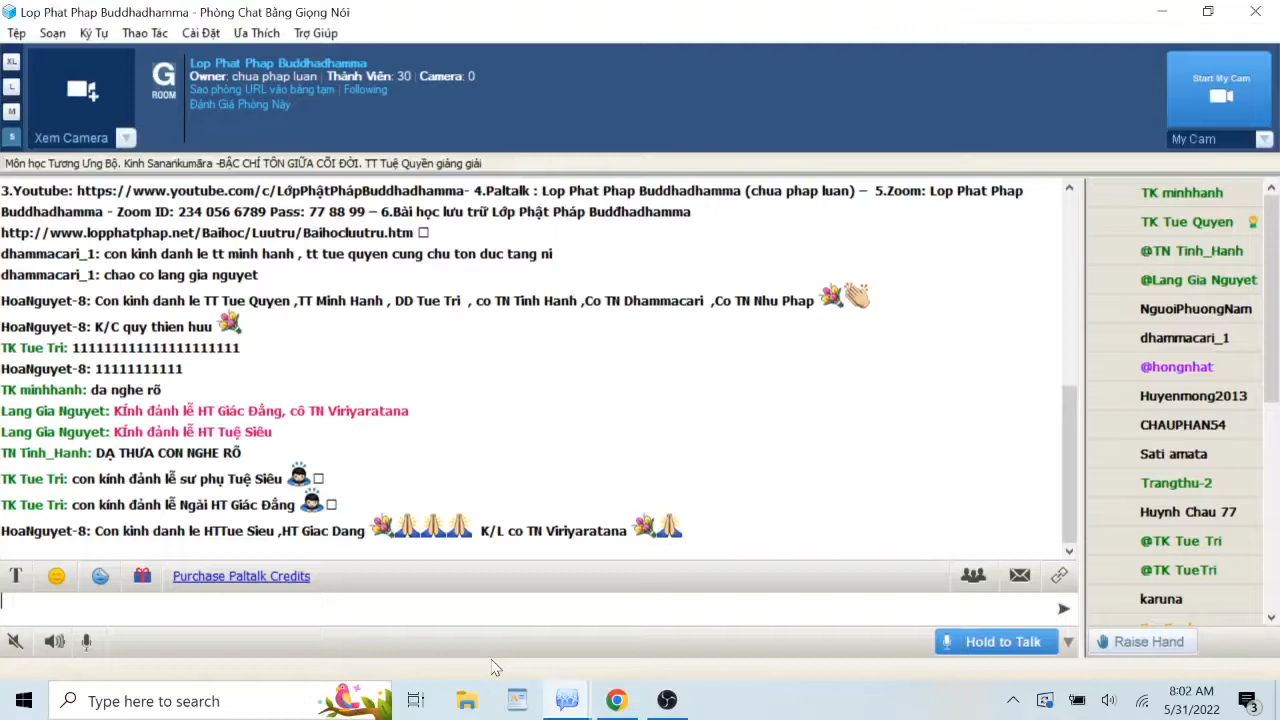 Lop Phat Phap Buddhadhamma - Phòng Chat Bằng Giọng Nói
Tệp Soạn Ký Tự Thao Tác Cài Đặt Ưa Thích Trợ Giúp
XL
L
M
S
Xem Camera
G
ROOM
Lop Phat Phap Buddhadhamma
Owner: chua phap luan | Thành Viên: 30 | Camera: 0
Sao phòng URL vào bảng tạm | Following
Đánh Giá Phòng Này
Start My Cam
My Cam
Môn học Tương Ưng Bộ. Kinh Sanankumāra -BẬC CHÍ TÔN GIỮA CÕI ĐỜI. TT Tuệ Quyền giảng giải
3.Youtube: https://www.youtube.com/c/LớpPhậtPhápBuddhadhamma- 4.Paltalk : Lop Phat Phap Buddhadhamma (chua phap luan) – 5.Zoom: Lop Phat Phap
Buddhadhamma - Zoom ID: 234 056 6789 Pass: 77 88 99 – 6.Bài học lưu trữ Lớp Phật Pháp Buddhadhamma
http://www.lopphatphap.net/Baihoc/Luutru/Baihocluutru.htm
dhammacari_1: con kinh danh le tt minh hanh , tt tue quyen cung chu ton duc tang ni
dhammacari_1: chao co lang gia nguyet
HoaNguyet-8: Con kinh danh le TT Tue Quyen ,TT Minh Hanh , DD Tue Tri , co TN Tinh Hanh ,Co TN Dhammacari ,Co TN Nhu Phap
HoaNguyet-8: K/C quy thien huu
TK Tue Tri: 111111111111111111111
HoaNguyet-8: 11111111111
TK minhhanh: da nghe rõ
Lang Gia Nguyet: KÍnh đảnh lễ HT Giác Đẳng, cô TN Viriyaratana
Lang Gia Nguyet: KÍnh đảnh lễ HT Tuệ Siêu
TN Tinh_Hanh: DẠ THƯA CON NGHE RÕ
TK Tue Tri: con kính đảnh lễ sư phụ Tuệ Siêu
TK Tue Tri: con kính đảnh lễ Ngài HT Giác Đẳng
HoaNguyet-8: Con kinh danh le HTTue Sieu ,HT Giac Dang K/L co TN Viriyaratana
TK minhhanh
TK Tue Quyen
@TN Tinh_Hanh
@Lang Gia Nguyet
NguoiPhuongNam
dhammacari_1
@hongnhat
Huyenmong2013
CHAUPHAN54
Sati amata
Trangthu-2
Huynh Chau 77
@TK Tue Tri
@TK TueTri
karuna
T
Purchase Paltalk Credits
Hold to Talk
Raise Hand
Type here to search
8:02 AM
5/31/2022
3